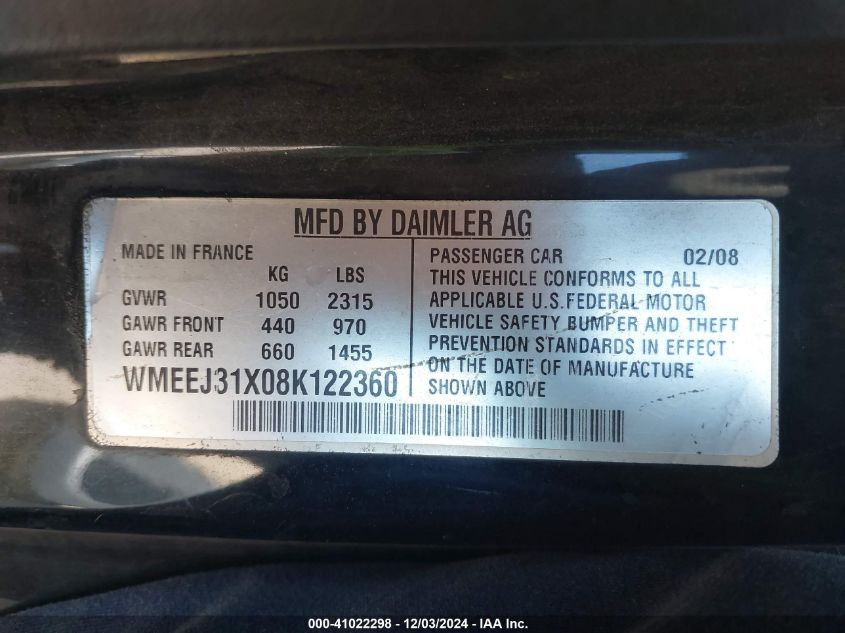 MFD BY DAIMLER AG
MADE IN FRANCE
KG LBS
GVWR 1050 2315
GAWR FRONT 440 970
GAWR REAR 660 1455
WMEEJ31X08K122360
PASSENGER CAR 02/08
THIS VEHICLE CONFORMS TO ALL
APPLICABLE U.S.FEDERAL MOTOR
VEHICLE SAFETY BUMPER AND THEFT
PREVENTION STANDARDS IN EFFECT
ON THE DATE OF MANUFACTURE
SHOWN ABOVE
000-41022298 - 12/03/2024 - IAA Inc.